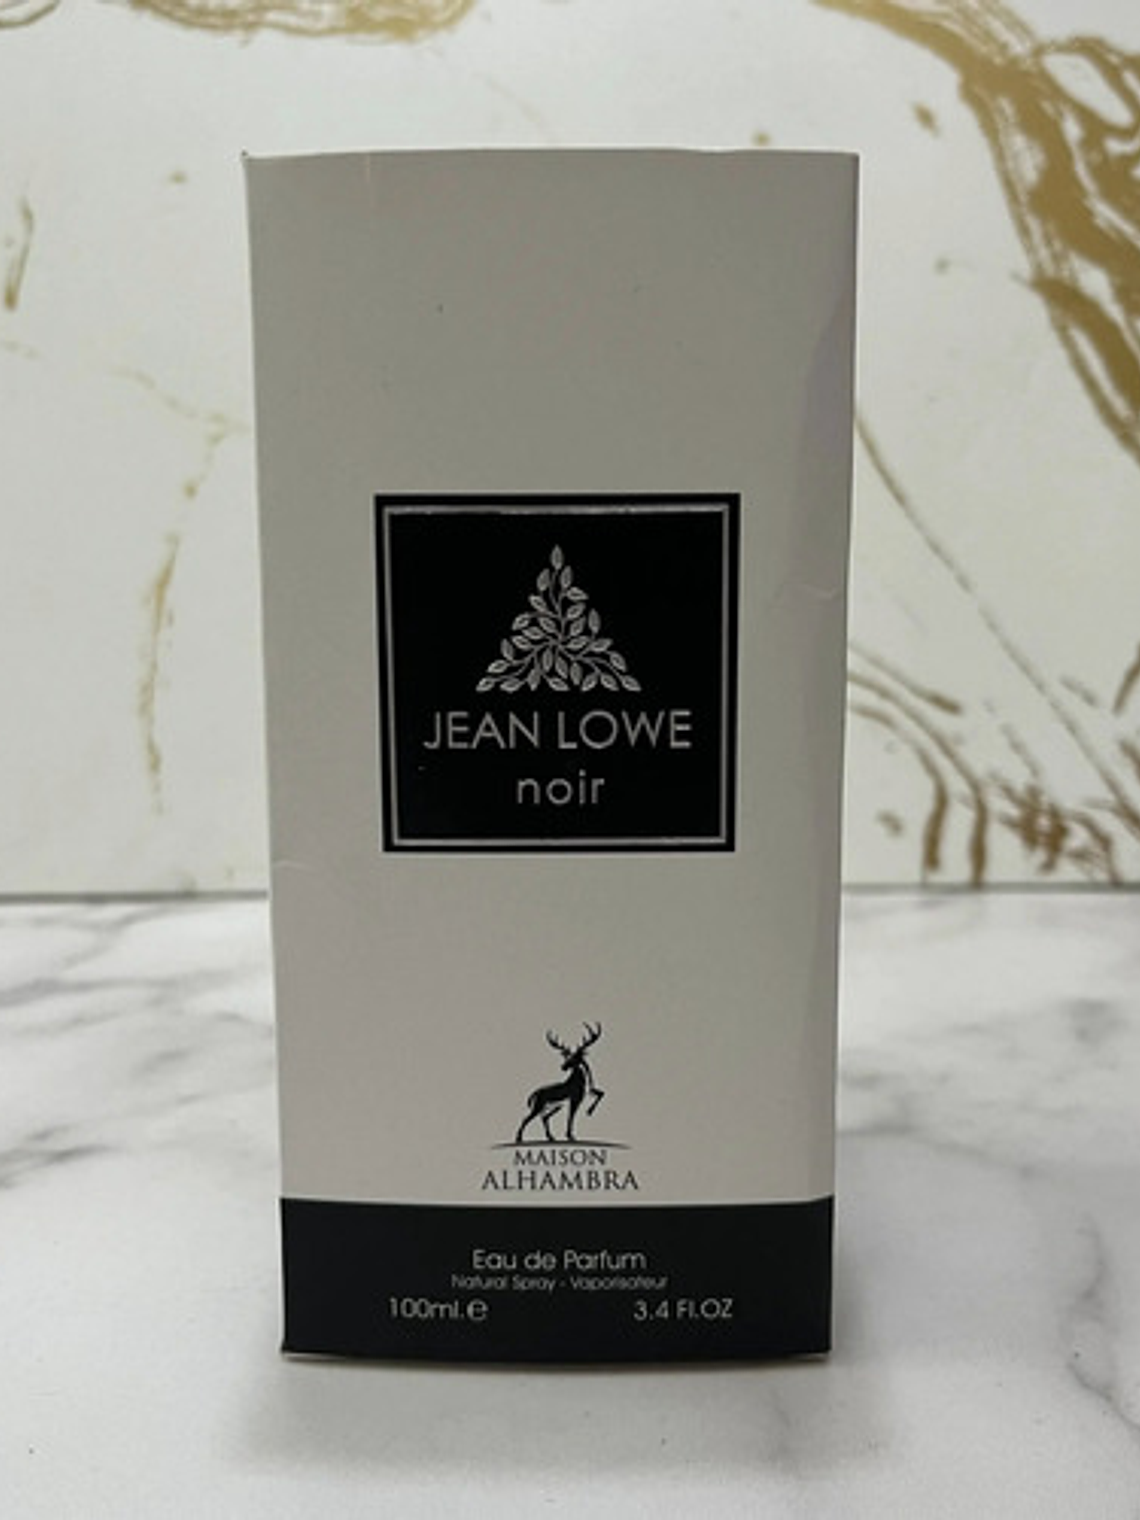 JEAN LOWE
noir
MAISON
ALHAMBRA
Eau de Parfum
Natural Spray - Vaporisateur
100ml.e 3.4 Fl.OZ